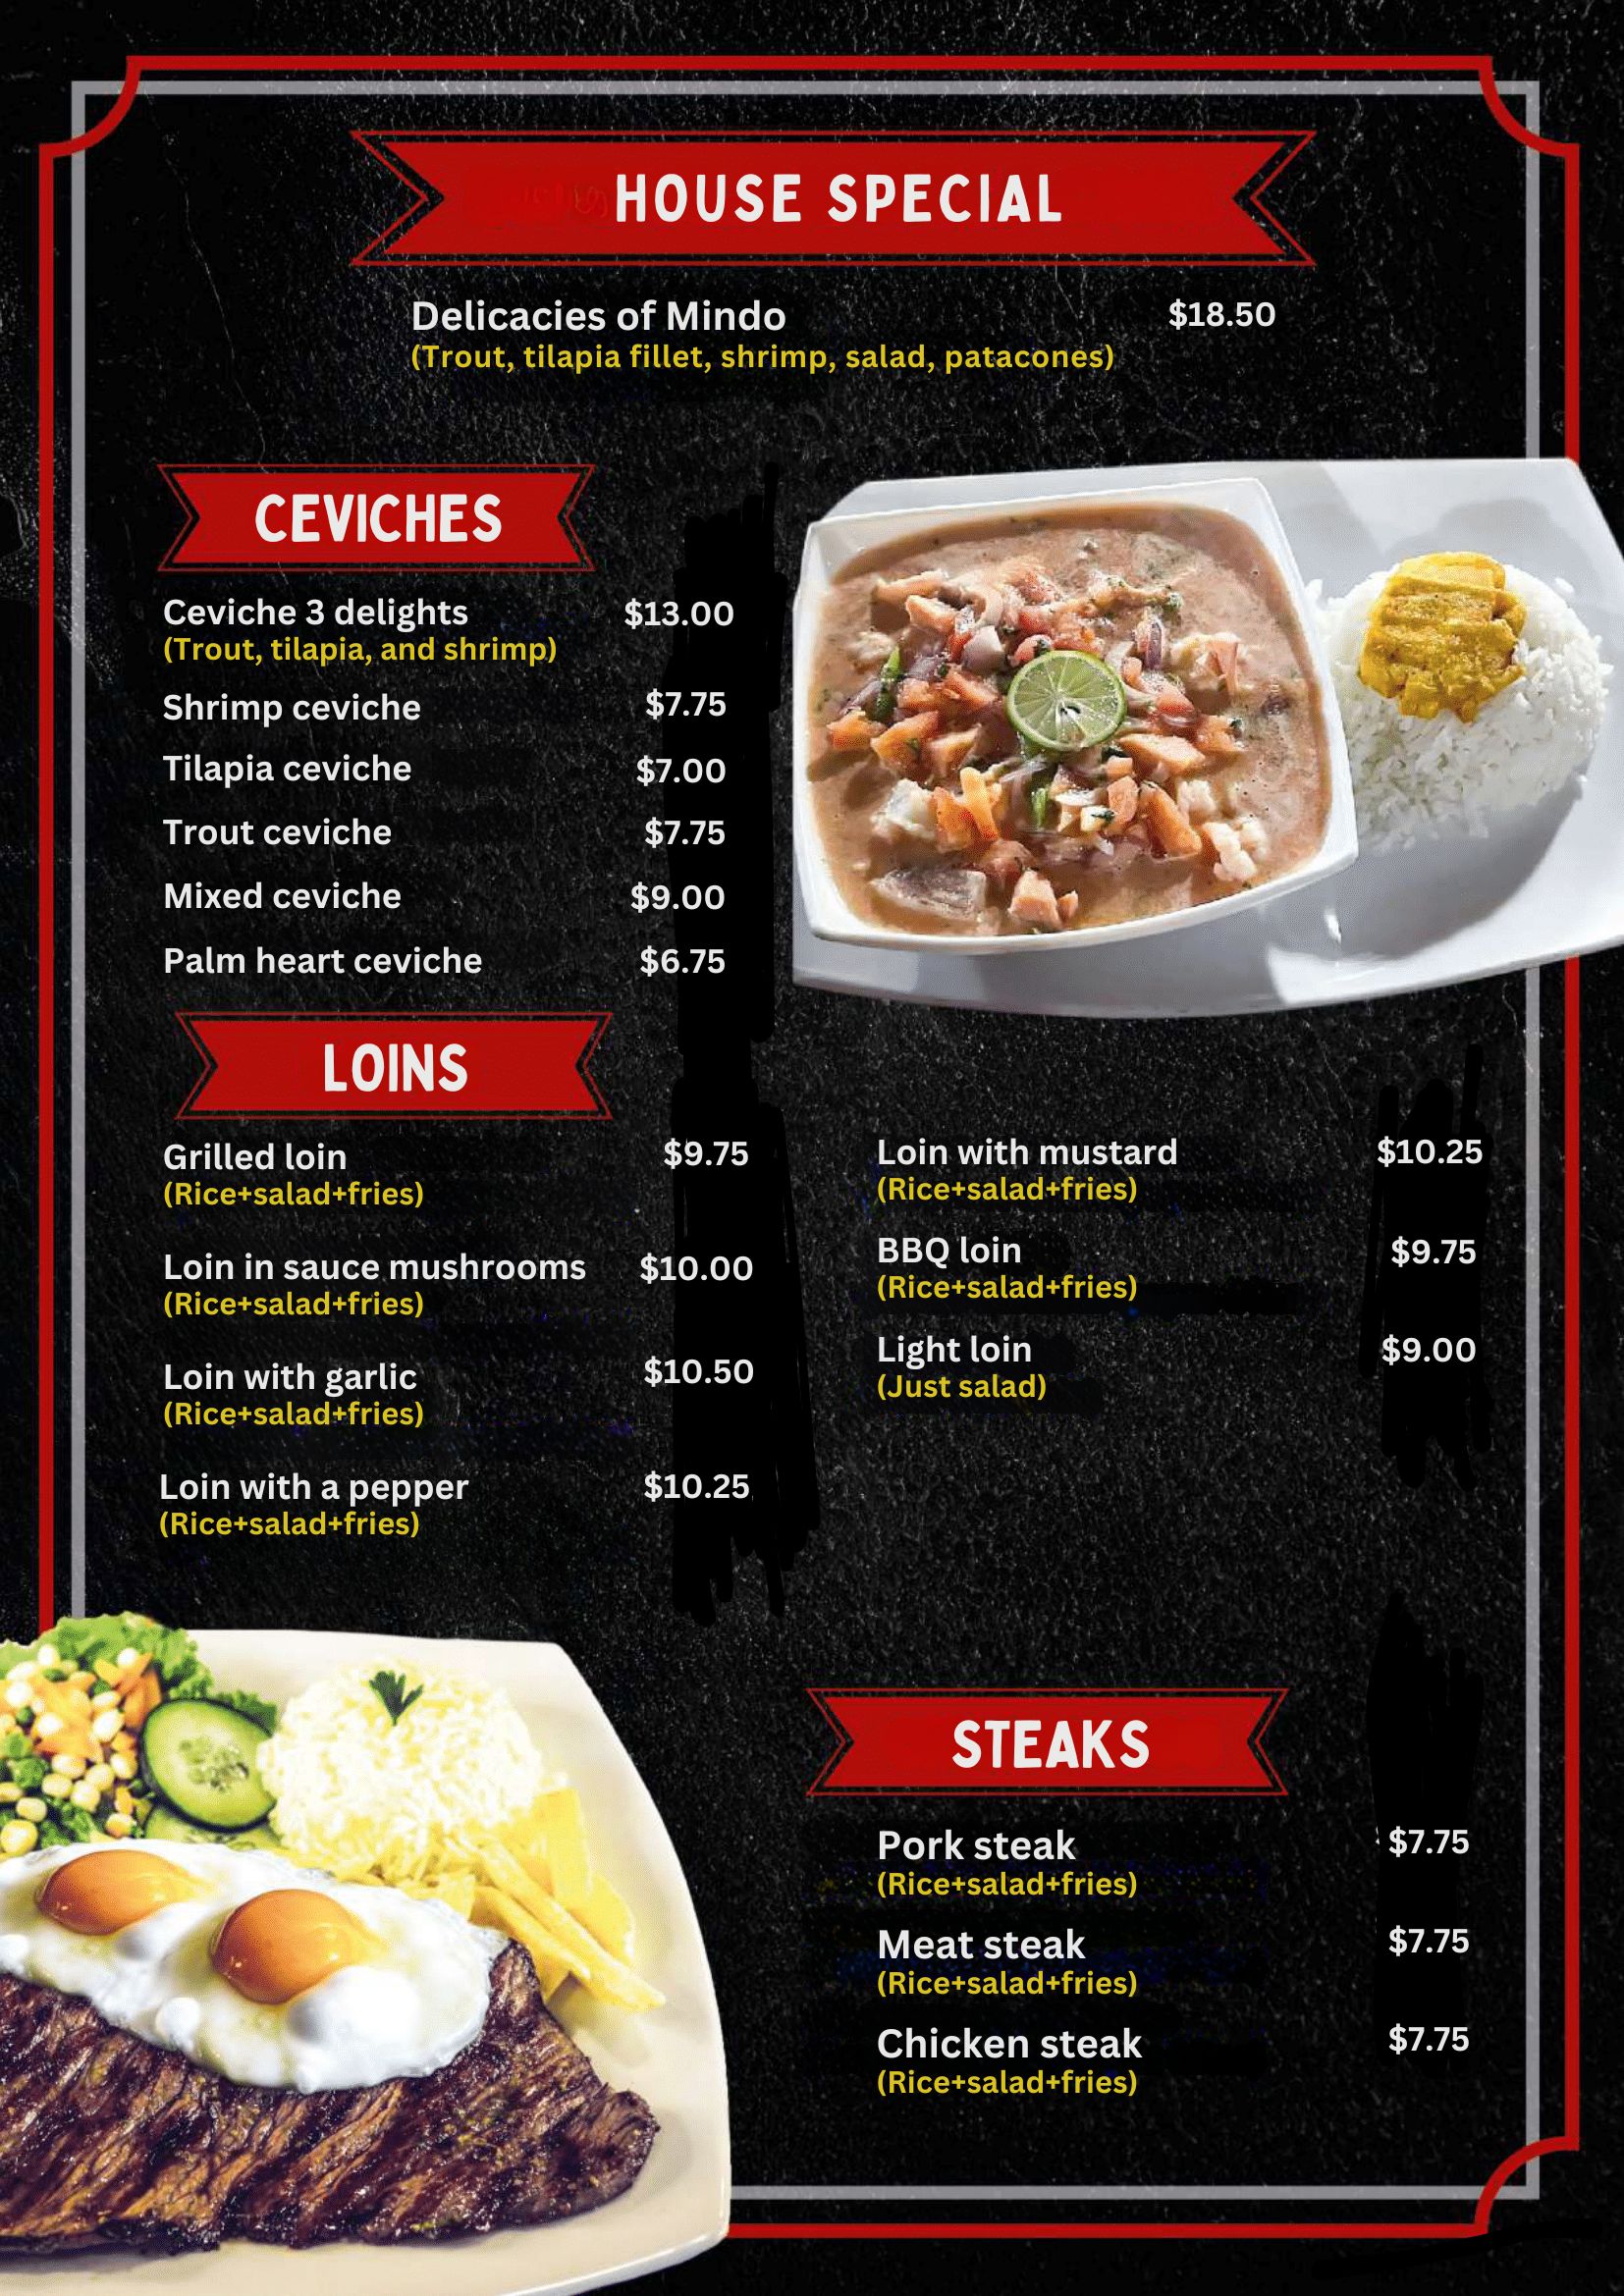 HOUSE SPECIAL
Delicacies of Mindo $18.50
(Trout, tilapia fillet, shrimp, salad, patacones)
CEVICHES
Ceviche 3 delights $13.00
(Trout, tilapia, and shrimp)
Shrimp ceviche $7.75
Tilapia ceviche $7.00
Trout ceviche $7.75
Mixed ceviche $9.00
Palm heart ceviche $6.75
LOINS
Grilled loin $9.75
(Rice+salad+fries)
Loin in sauce mushrooms $10.00
(Rice+salad+fries)
Loin with garlic $10.50
(Rice+salad+fries)
Loin with a pepper $10.25
(Rice+salad+fries)
Loin with mustard $10.25
(Rice+salad+fries)
BBQ loin $9.75
(Rice+salad+fries)
Light loin $9.00
(Just salad)
STEAKS
Pork steak $7.75
(Rice+salad+fries)
Meat steak $7.75
(Rice+salad+fries)
Chicken steak $7.75
(Rice+salad+fries)